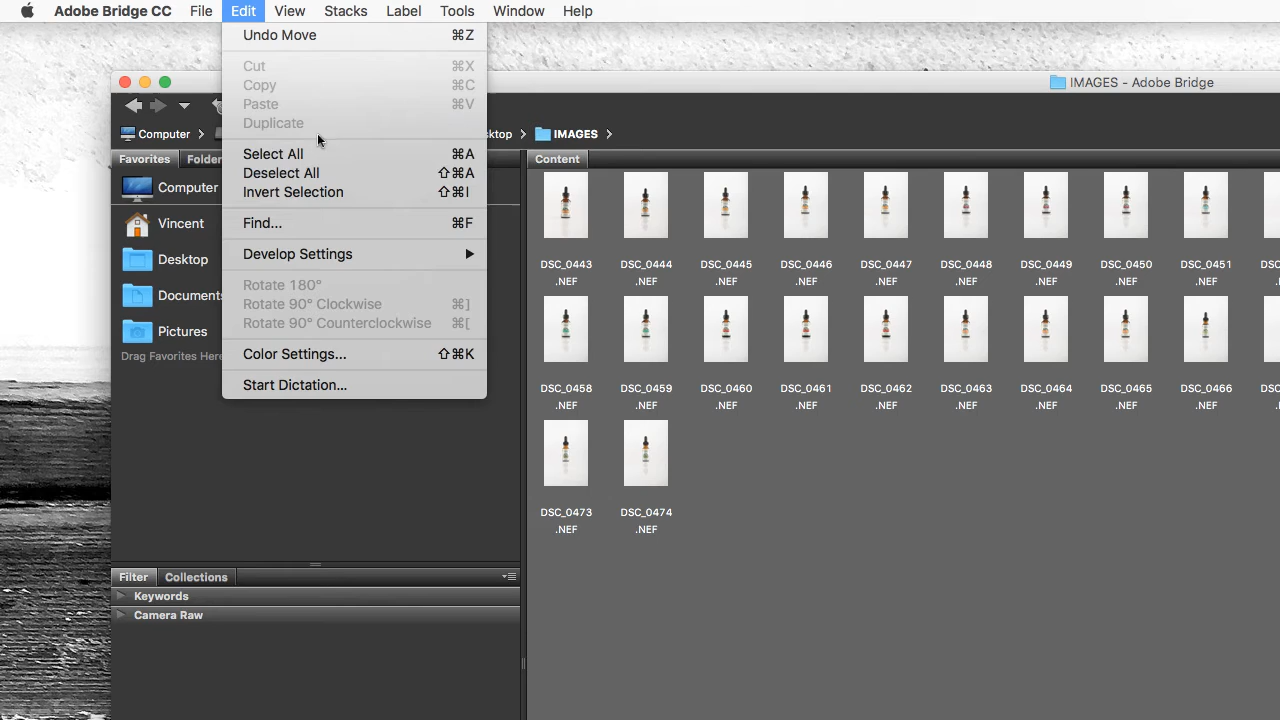 Adobe Bridge CC File Edit View Stacks Label Tools Window Help
Undo Move ⌘Z
Cut ⌘X
Copy ⌘C
Paste ⌘V
Duplicate
Select All ⌘A
Deselect All ⇧⌘A
Invert Selection ⇧⌘I
Find... ⌘F
Develop Settings
Rotate 180°
Rotate 90° Clockwise ⌘]
Rotate 90° Counterclockwise ⌘[
Color Settings... ⇧⌘K
Start Dictation...
IMAGES - Adobe Bridge
Computer
IMAGES
Favorites
Computer
Vincent
Desktop
Pictures
Drag Favorites Here
Content
DSC_0443 DSC_0444 DSC_0445 DSC_0446 DSC_0447 DSC_0448 DSC_0449 DSC_0450 DSC_0451
.NEF .NEF .NEF .NEF .NEF .NEF .NEF .NEF .NEF
DSC_0458 DSC_0459 DSC_0460 DSC_0461 DSC_0462 DSC_0463 DSC_0464 DSC_0465 DSC_0466
.NEF .NEF .NEF .NEF .NEF .NEF .NEF .NEF .NEF
DSC_0473 DSC_0474
.NEF .NEF
Filter Collections
Keywords
Camera Raw